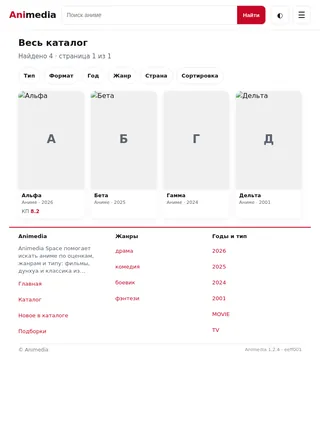 Animedia
Поиск аниме
Найти
Весь каталог
Найдено 4 · страница 1 из 1
Тип
Формат
Год
Жанр
Страна
Сортировка
Альфа
Бета
Дельта
А
Б
Г
Д
Альфа
Аниме · 2026
КП 8.2
Бета
Аниме · 2025
Гамма
Аниме · 2024
Дельта
Аниме · 2001
Animedia
Animedia Space помогает
искать аниме по оценкам,
жанрам и типу: фильмы,
дунхуа и классика из…
Главная
Каталог
Новое в каталоге
Подборки
Жанры
драма
комедия
боевик
фэнтези
Годы и тип
2026
2025
2024
2001
MOVIE
TV
© Animedia